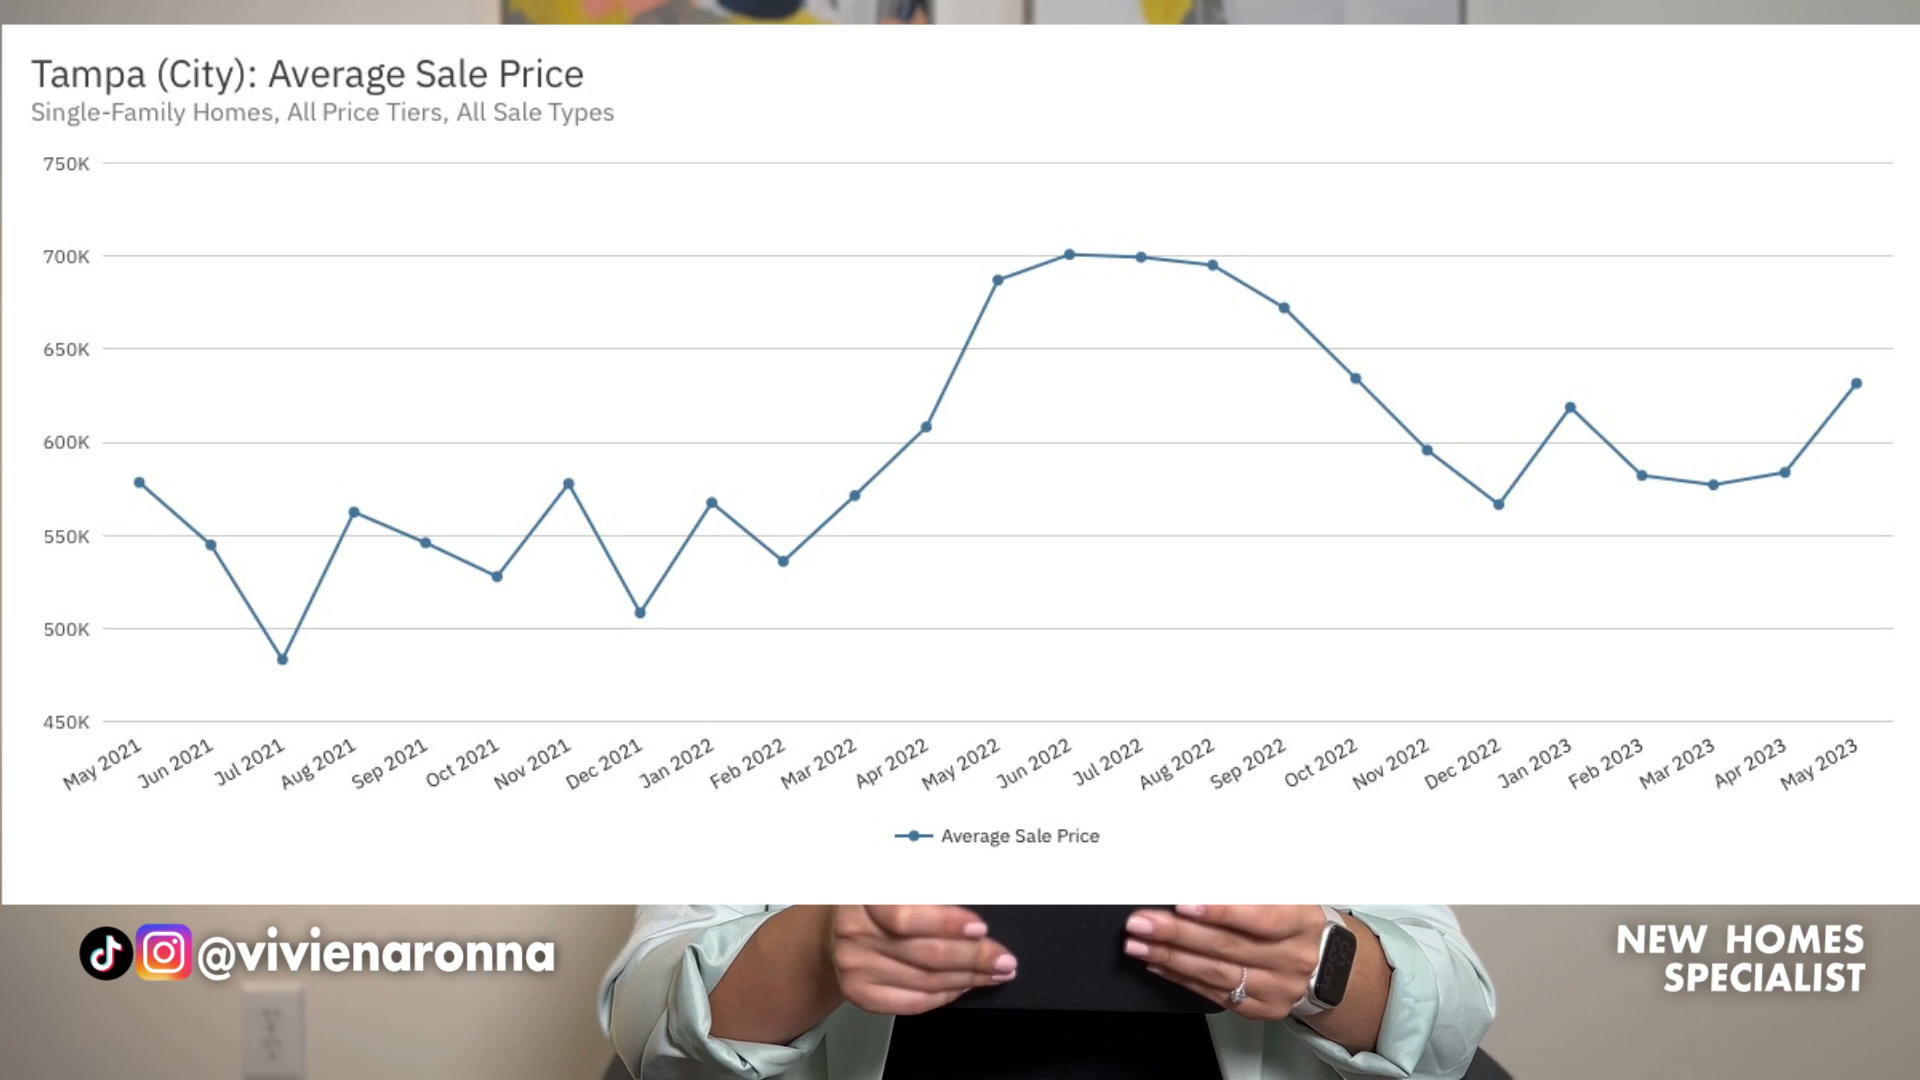 Tampa (City): Average Sale Price
Single-Family Homes, All Price Tiers, All Sale Types
750K
700K
650K
600K
550K
500K
450K
May 2021
Jun 2021
Jul 2021
Aug 2021
Sep 2021
Oct 2021
Nov 2021
Dec 2021
Jan 2022
Feb 2022
Mar 2022
Apr 2022
May 2022
Jun 2022
Jul 2022
Aug 2022
Sep 2022
Oct 2022
Nov 2022
Dec 2022
Jan 2023
Feb 2023
Mar 2023
Apr 2023
May 2023
Average Sale Price
@vivienaronna
NEW HOMES
SPECIALIST